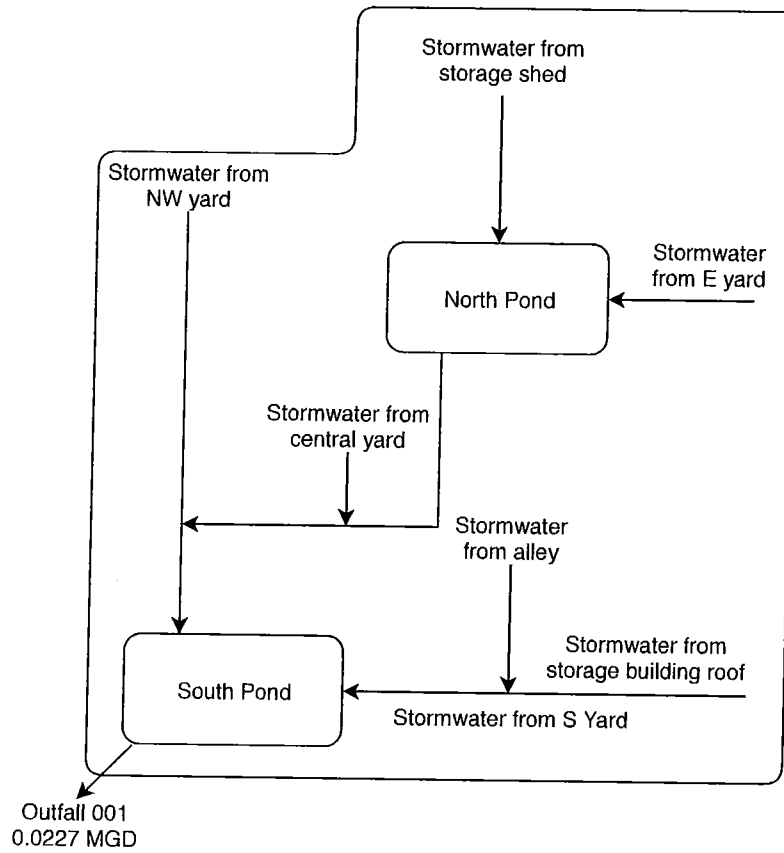 Stormwater from
storage shed
Stormwater from
NW yard
Stormwater
from E yard
North Pond
Stormwater from
central yard
Stormwater
from alley
Stormwater from
storage building roof
South Pond
Stormwater from S Yard
Outfall 001
0.0227 MGD